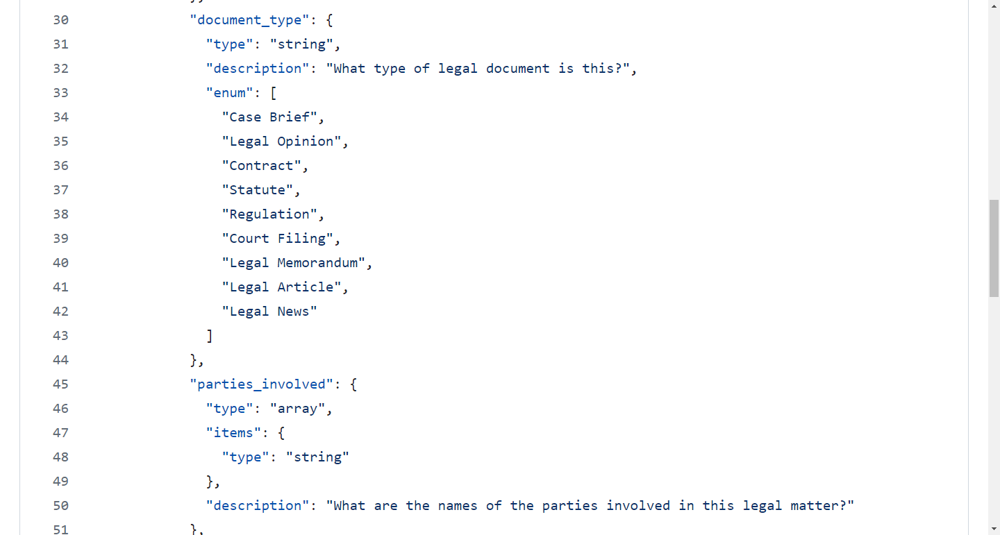 30 "document_type": {
31 "type": "string",
32 "description": "What type of legal document is this?",
33 "enum": [
34 "Case Brief",
35 "Legal Opinion",
36 "Contract",
37 "Statute",
38 "Regulation",
39 "Court Filing",
40 "Legal Memorandum",
41 "Legal Article",
42 "Legal News"
43 ]
44 },
45 "parties_involved": {
46 "type": "array",
47 "items": {
48 "type": "string"
49 },
50 "description": "What are the names of the parties involved in this legal matter?"
51 },